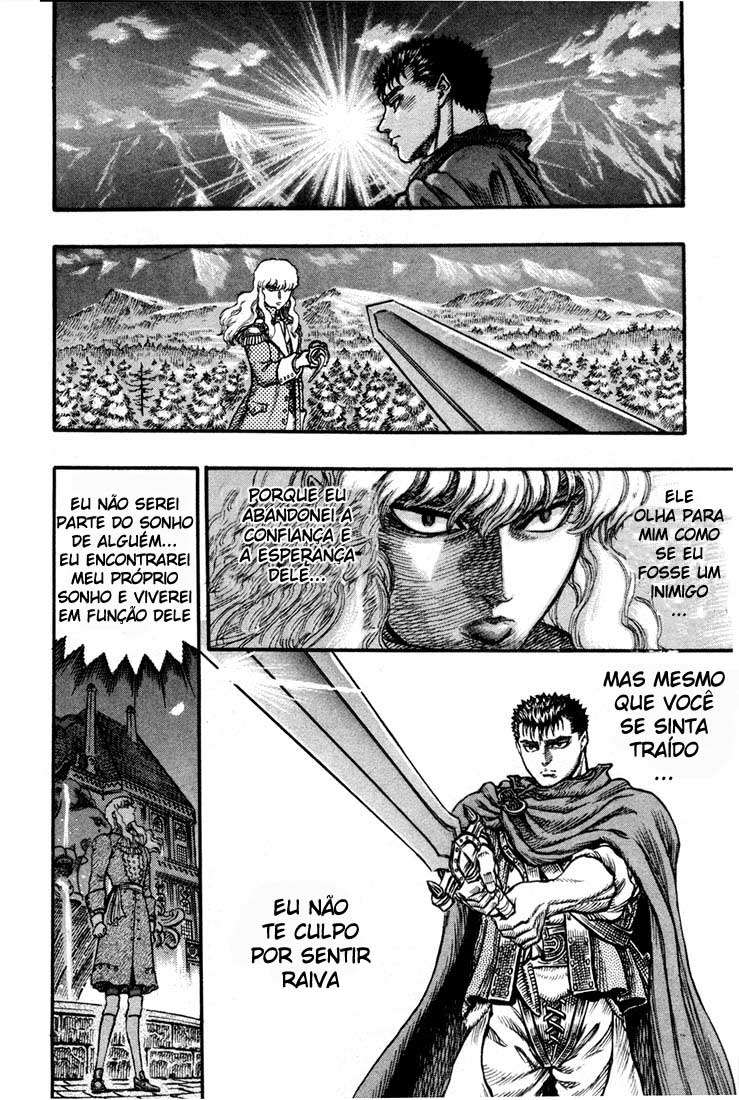 ELE
OLHA PARA
MIM COMO
SE EU
FOSSE UM
INIMIGO
...
PORQUE EU
ABANDONEI A
CONFIANÇA E
A ESPERANÇA
DELE...
MAS MESMO
QUE VOCÊ
SE SINTA
TRAÍDO
...
EU NÃO
TE CULPO
POR SENTIR
RAIVA
EU NÃO SEREI
PARTE DO SONHO
DE ALGUÉM...
EU ENCONTRAREI
MEU PRÓPRIO
SONHO E VIVEREI
EM FUNÇÃO DELE